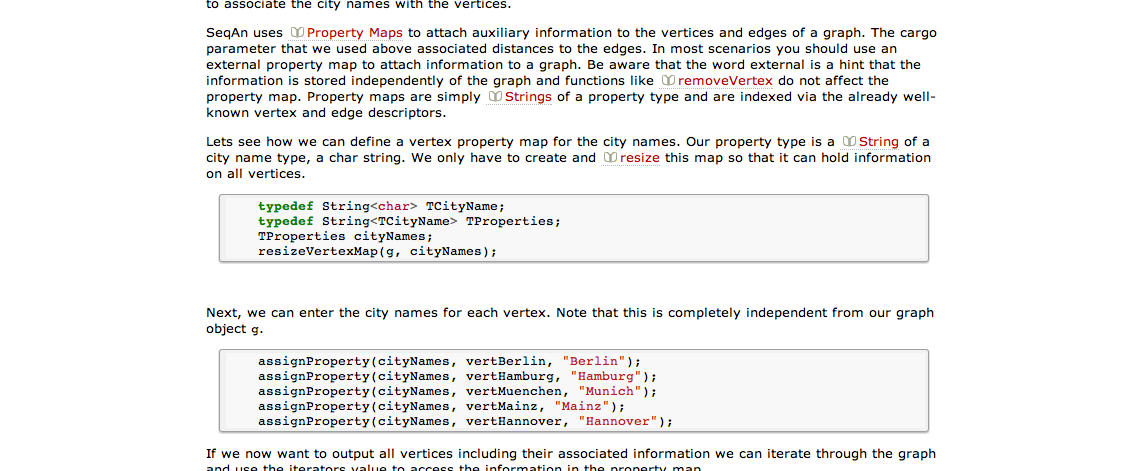 to associate the city names with the vertices.
SeqAn uses Property Maps to attach auxiliary information to the vertices and edges of a graph. The cargo
parameter that we used above associated distances to the edges. In most scenarios you should use an
external property map to attach information to a graph. Be aware that the word external is a hint that the
information is stored independently of the graph and functions like removeVertex do not affect the
property map. Property maps are simply Strings of a property type and are indexed via the already well-
known vertex and edge descriptors.
Lets see how we can define a vertex property map for the city names. Our property type is a String of a
city name type, a char string. We only have to create and resize this map so that it can hold information
on all vertices.
typedef String<char> TCityName;
typedef String<TCityName> TProperties;
TProperties cityNames;
resizeVertexMap(g, cityNames);
Next, we can enter the city names for each vertex. Note that this is completely independent from our graph
object g.
assignProperty(cityNames, vertBerlin, "Berlin");
assignProperty(cityNames, vertHamburg, "Hamburg");
assignProperty(cityNames, vertMuenchen, "Munich");
assignProperty(cityNames, vertMainz, "Mainz");
assignProperty(cityNames, vertHannover, "Hannover");
If we now want to output all vertices including their associated information we can iterate through the graph
and use the iterators value to access the information in the property map.